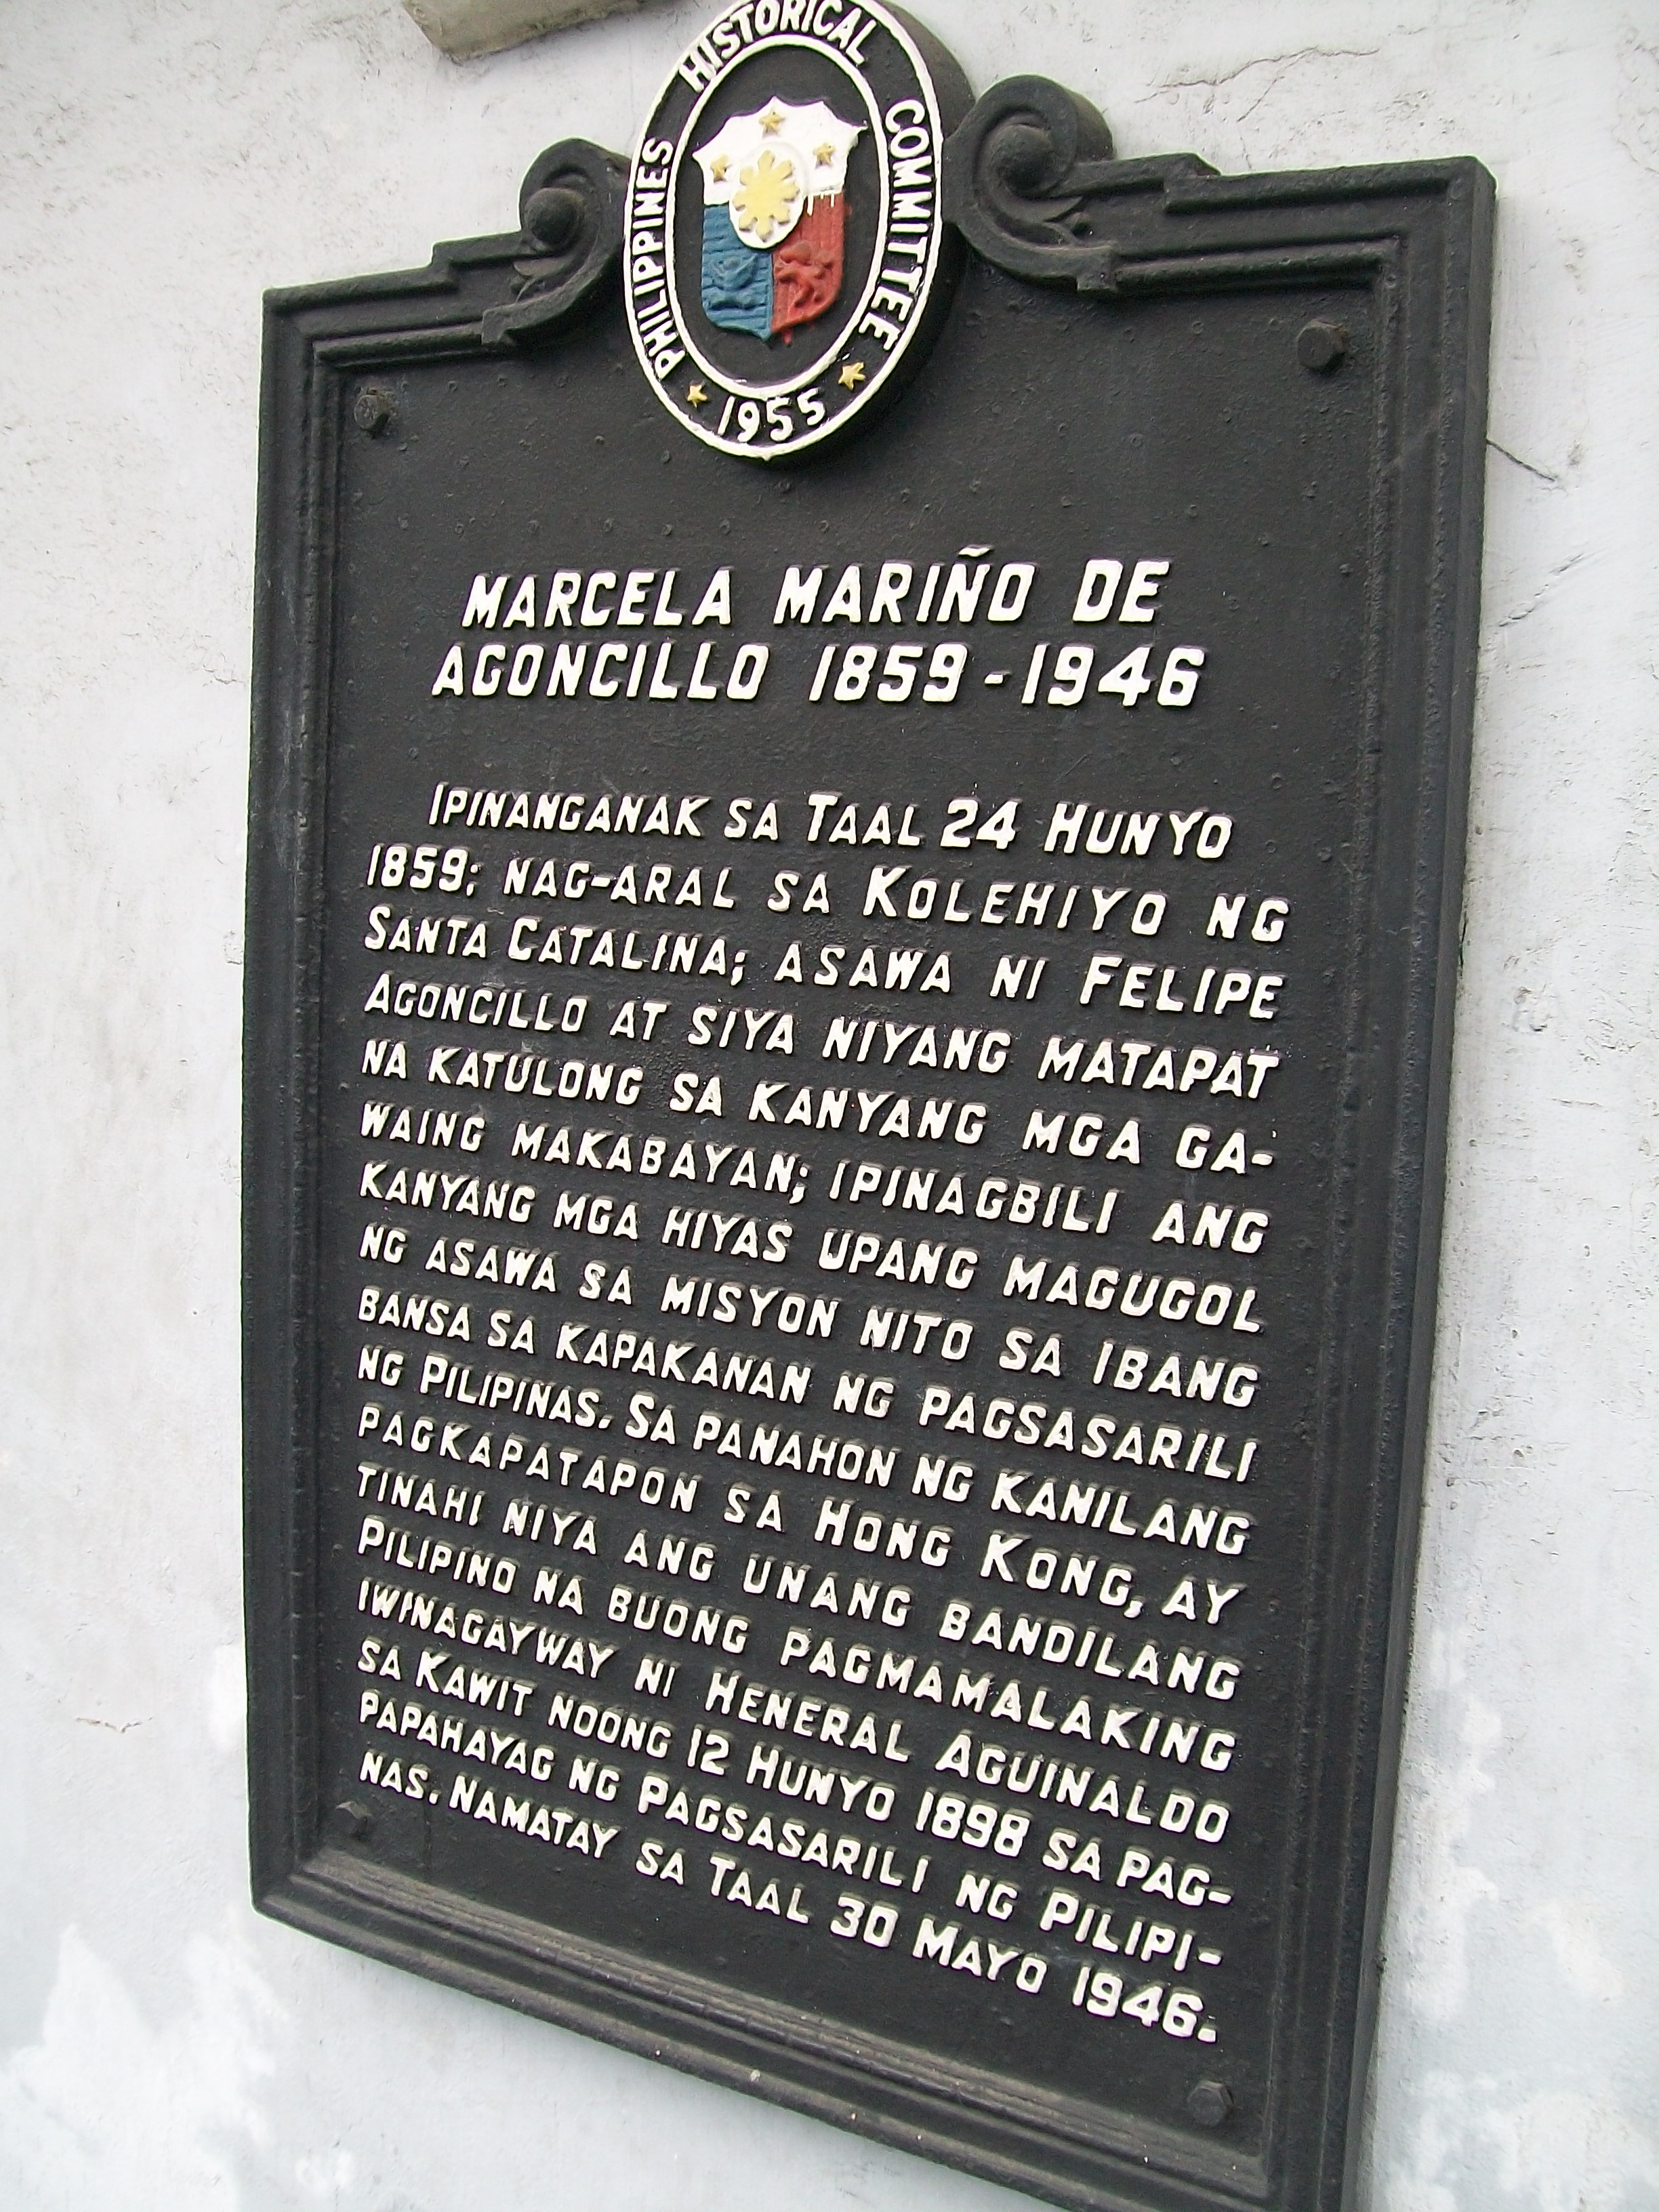 PHILIPPINES HISTORICAL COMMITTEE
1955
MARCELA MARIÑO DE
AGONCILLO 1859-1946
IPINANGANAK SA TAAL 24 HUNYO
1859; NAG-ARAL SA KOLEHIYO NG
SANTA CATALINA; ASAWA NI FELIPE
AGONCILLO AT SIYA NIYANG MATAPAT
NA KATULONG SA KANYANG MGA GA-
WAING MAKABAYAN; IPINAGBILI ANG
KANYANG MGA HIYAS UPANG MAGUGOL
NG ASAWA SA MISYON NITO SA IBANG
BANSA SA KAPAKANAN NG PAGSASARILI
NG PILIPINAS. SA PANAHON NG KANILANG
PAGKAPATAPON SA HONG KONG, AY
TINAHI NIYA ANG UNANG BANDILANG
PILIPINO NA BUONG PAGMAMALAKING
IWINAGAYWAY NI HENERAL AGUINALDO
SA KAWIT NOONG 12 HUNYO 1898 SA PAG-
PAPAHAYAG NG PAGSASARILI NG PILIPI-
NAS. NAMATAY SA TAAL 30 MAYO 1946.